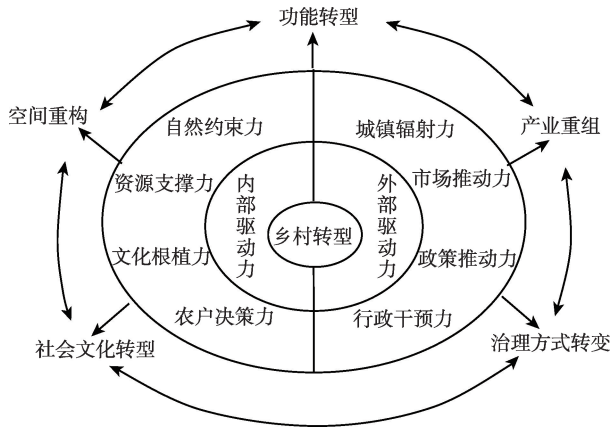 功能转型
空间重构
产业重组
自然约束力
城镇辐射力
资源支撑力
市场推动力
内部驱动力
外部驱动力
乡村转型
文化根植力
政策推动力
农户决策力
行政干预力
社会文化转型
治理方式转变